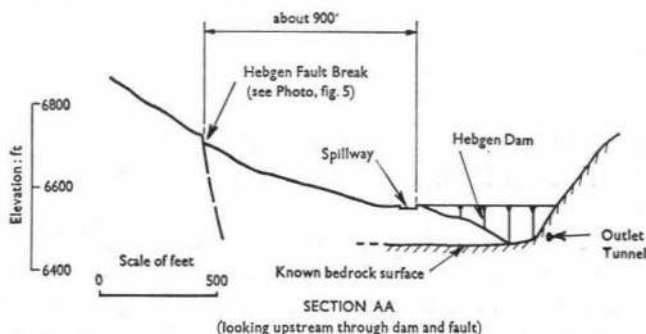 about 900'
Hebgen Fault Break
(see Photo, fig. 5)
Spillway
Hebgen Dam
Elevation : ft
6800
6600
6400
Scale of feet
0
500
Known bedrock surface
Outlet
Tunnel
SECTION AA
(looking upstream through dam and fault)